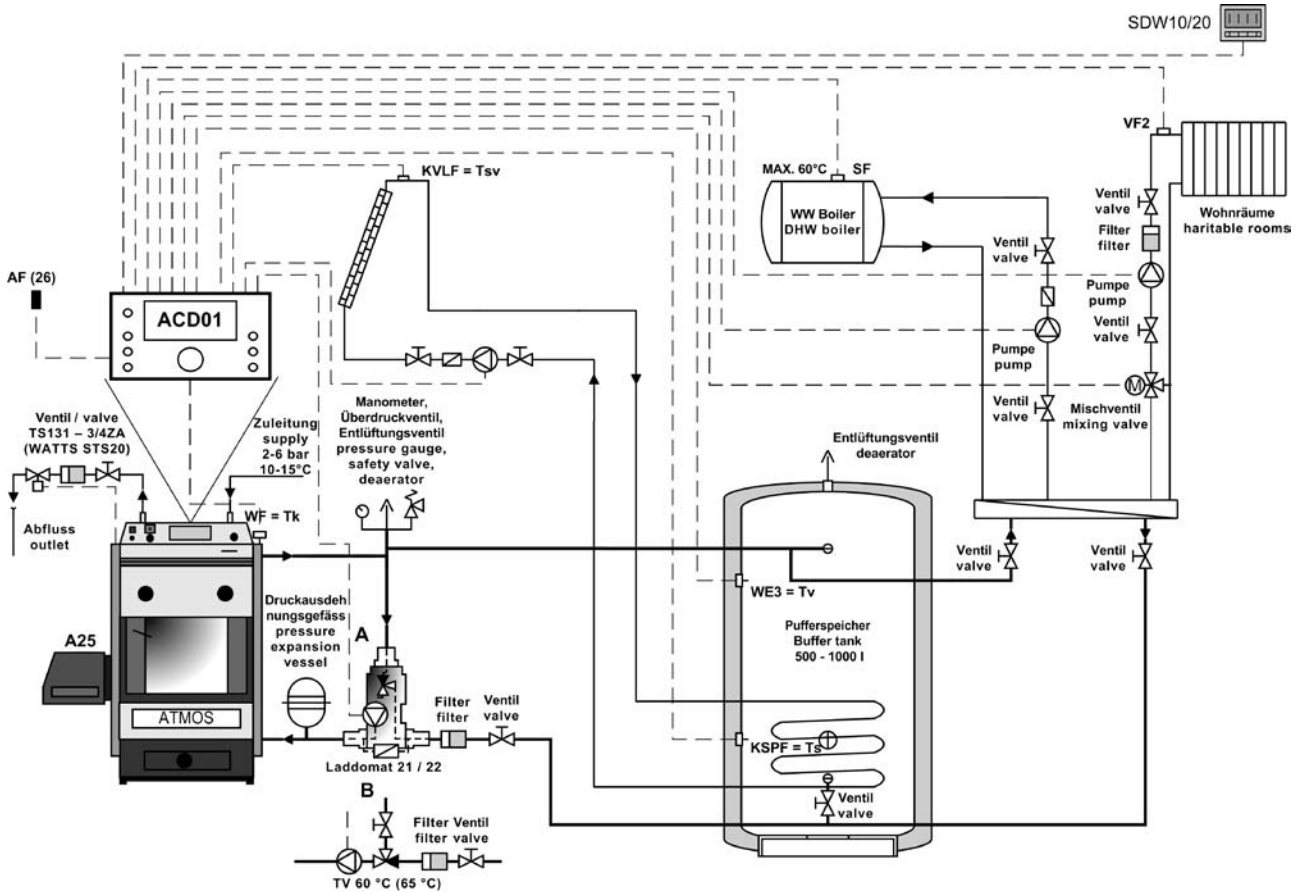 SDW10/20
VF2
KVLF = Tsv
MAX. 60°C SF
WW Boiler
DHW boiler
Ventil
valve
Filter
filter
Wohnräume
haritable rooms
Ventil
valve
Pumpe
pump
Ventil
valve
Pumpe
pump
Ventil
valve
M
Mischventil
mixing valve
AF (26)
ACD01
Ventil / valve
TS131 – 3/4ZA
(WATTS STS20)
Zuleitung
supply
2-6 bar
10-15°C
Manometer,
Überdruckventil,
Entlüftungsventil
pressure gauge,
safety valve,
deaerator
Entlüftungsventil
deaerator
Abfluss
outlet
WF = Tk
Ventil
valve
Ventil
valve
WE3 = Tv
Druckausdeh
nungsgefäss
pressure
expansion
vessel
A
Pufferspeicher
Buffer tank
500 - 1000 l
A25
ATMOS
Filter
filter
Ventil
valve
KSPF = Ts
Laddomat 21 / 22
Ventil
valve
B
Filter Ventil
filter valve
TV 60 °C (65 °C)